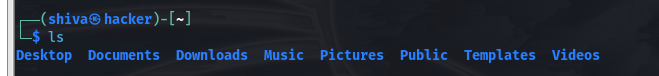 ┌──(shiva㉿hacker)-[~]
└─$ ls
Desktop  Documents  Downloads  Music  Pictures  Public  Templates  Videos